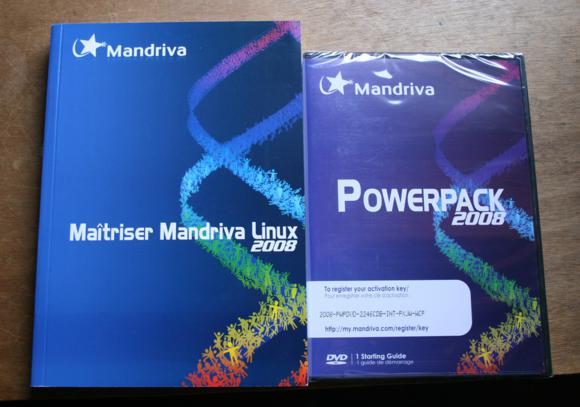 Mandriva
Maîtriser Mandriva Linux
2008
Mandriva
POWERPACK
2008
To register your activation key/
Pour enregistrer votre clé d'activation :
http://my.mandriva.com/register/key
DVD
1 Starting Guide
1 guide de démarrage